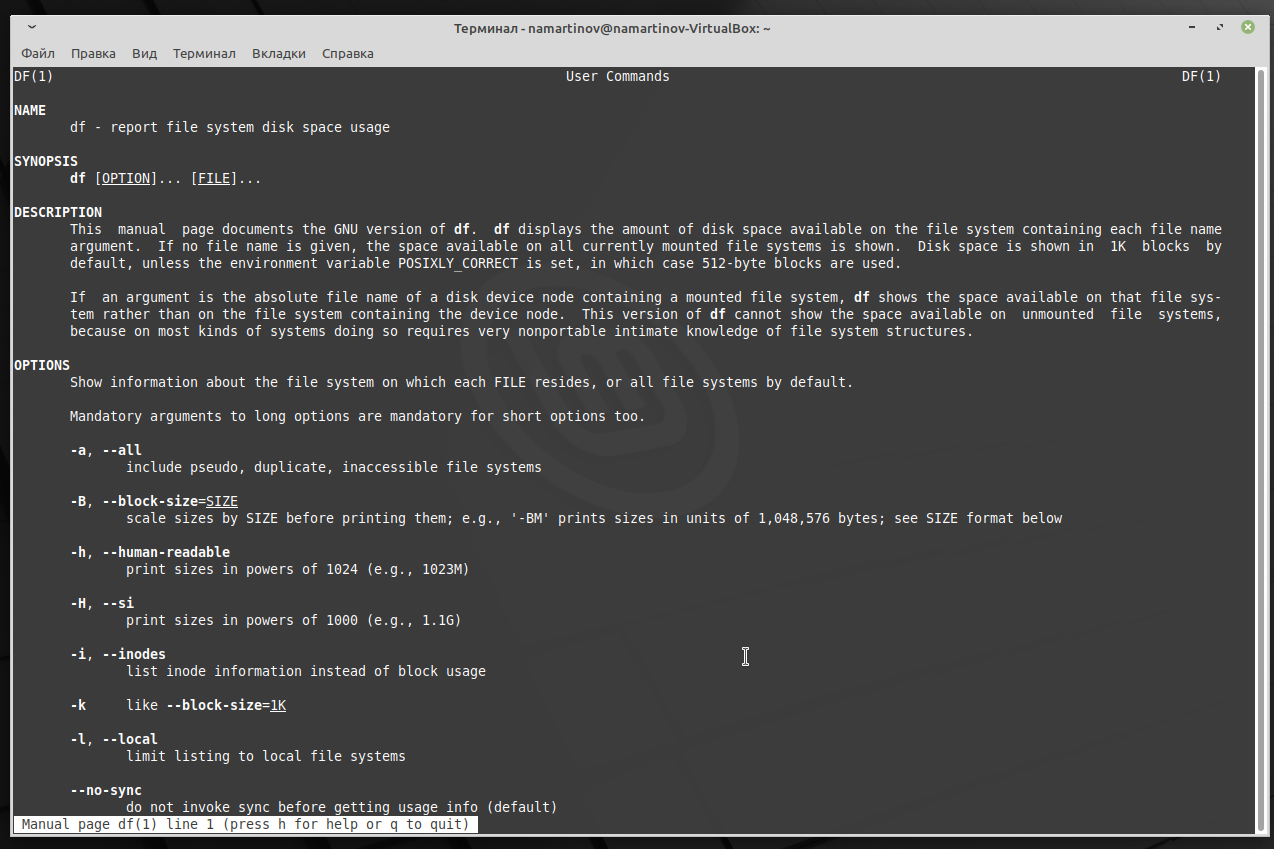 Терминал - namartinov@namartinov-VirtualBox: ~
Файл Правка Вид Терминал Вкладки Справка
DF(1) User Commands DF(1)
NAME
df - report file system disk space usage
SYNOPSIS
df [OPTION]... [FILE]...
DESCRIPTION
This manual page documents the GNU version of df. df displays the amount of disk space available on the file system containing each file name
argument. If no file name is given, the space available on all currently mounted file systems is shown. Disk space is shown in 1K blocks by
default, unless the environment variable POSIXLY_CORRECT is set, in which case 512-byte blocks are used.
If an argument is the absolute file name of a disk device node containing a mounted file system, df shows the space available on that file sys-
tem rather than on the file system containing the device node. This version of df cannot show the space available on unmounted file systems,
because on most kinds of systems doing so requires very nonportable intimate knowledge of file system structures.
OPTIONS
Show information about the file system on which each FILE resides, or all file systems by default.
Mandatory arguments to long options are mandatory for short options too.
-a, --all
include pseudo, duplicate, inaccessible file systems
-B, --block-size=SIZE
scale sizes by SIZE before printing them; e.g., '-BM' prints sizes in units of 1,048,576 bytes; see SIZE format below
-h, --human-readable
print sizes in powers of 1024 (e.g., 1023M)
-H, --si
print sizes in powers of 1000 (e.g., 1.1G)
-i, --inodes
list inode information instead of block usage
-k like --block-size=1K
-l, --local
limit listing to local file systems
--no-sync
do not invoke sync before getting usage info (default)
Manual page df(1) line 1 (press h for help or q to quit)